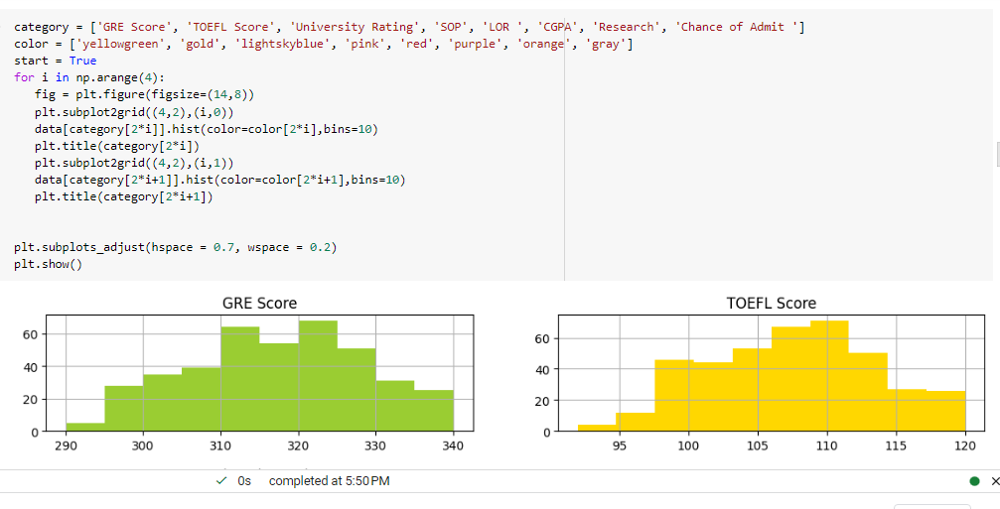 category = ['GRE Score', 'TOEFL Score', 'University Rating', 'SOP', 'LOR ', 'CGPA', 'Research', 'Chance of Admit ']
color = ['yellowgreen', 'gold', 'lightskyblue', 'pink', 'red', 'purple', 'orange', 'gray']
start = True
for i in np.arange(4):
   fig = plt.figure(figsize=(14,8))
   plt.subplot2grid((4,2),(i,0))
   data[category[2*i]].hist(color=color[2*i],bins=10)
   plt.title(category[2*i])
   plt.subplot2grid((4,2),(i,1))
   data[category[2*i+1]].hist(color=color[2*i+1],bins=10)
   plt.title(category[2*i+1])
plt.subplots_adjust(hspace = 0.7, wspace = 0.2)
plt.show()
GRE Score
60
40
20
0
290 300 310 320 330 340
TOEFL Score
60
40
20
0
95 100 105 110 115 120
✓ 0s completed at 5:50 PM